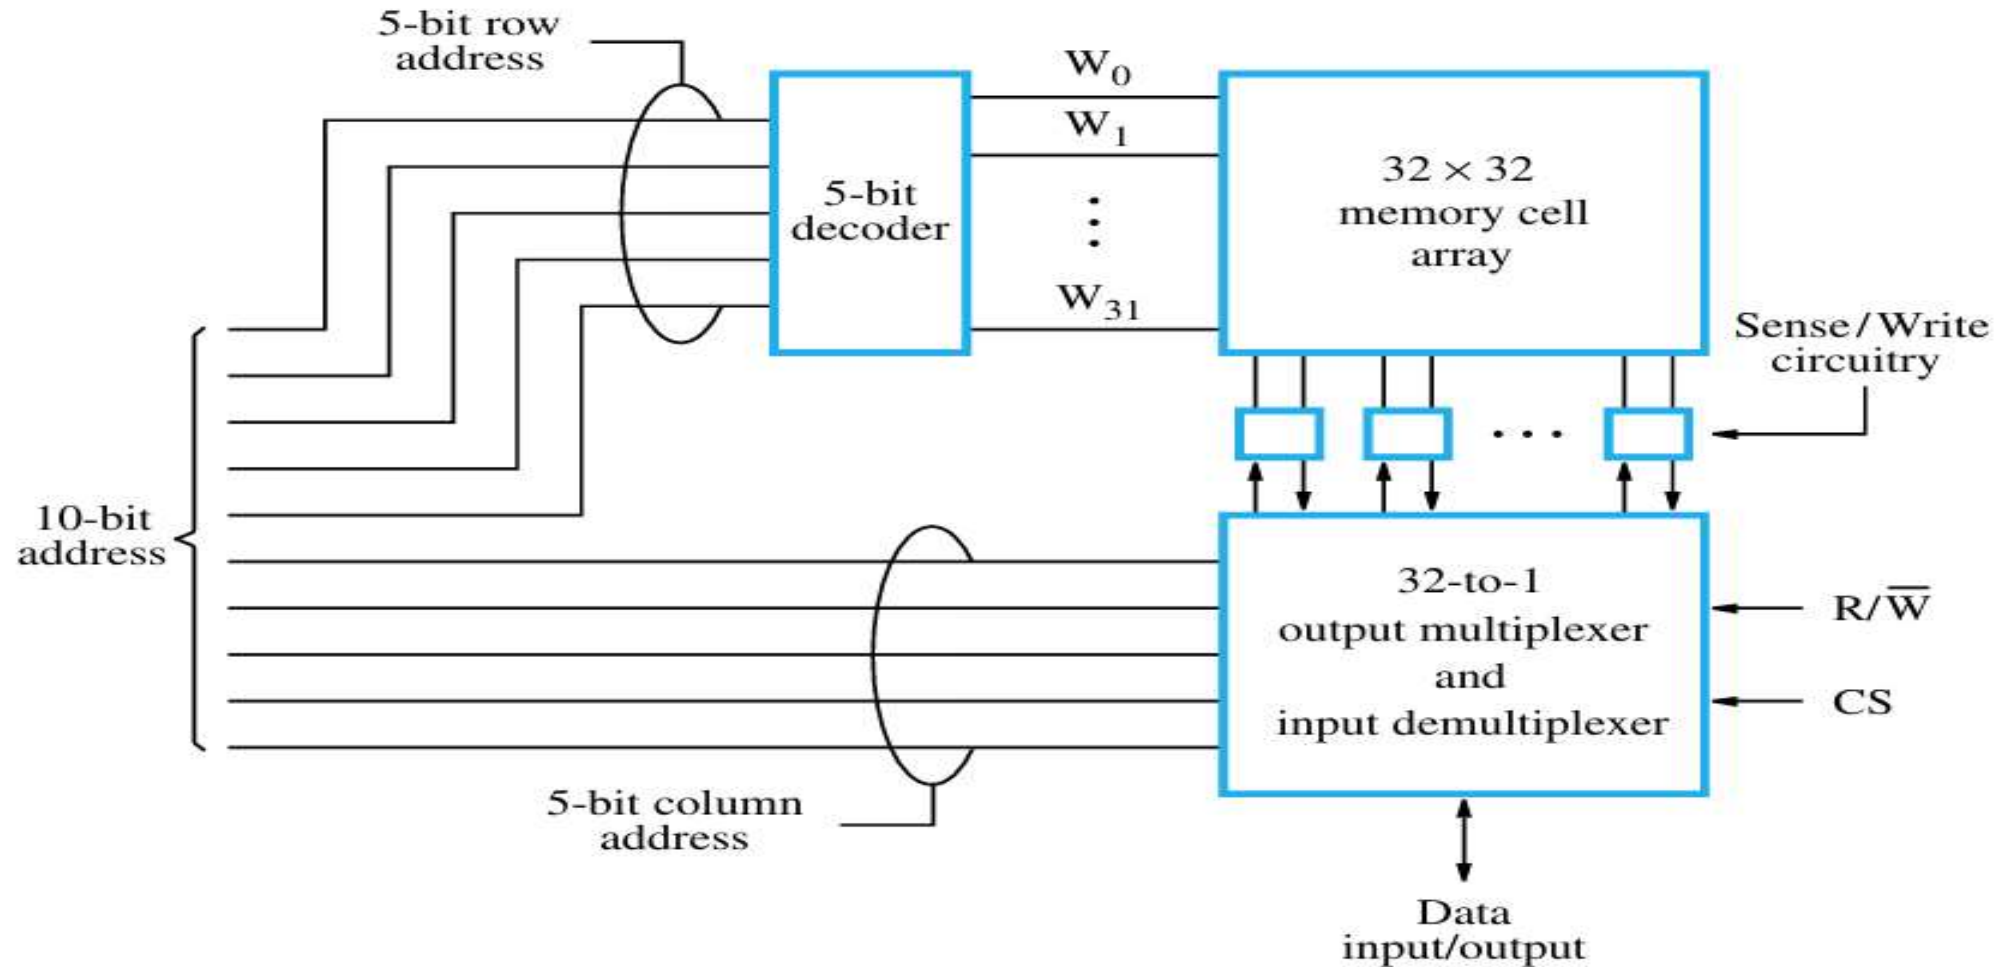 5-bit row
address
W₀
W₁
W₃₁
5-bit
decoder
32 × 32
memory cell
array
Sense/Write
circuitry
10-bit
address
32-to-1
output multiplexer
and
input demultiplexer
R/W̅
CS
5-bit column
address
Data
input/output